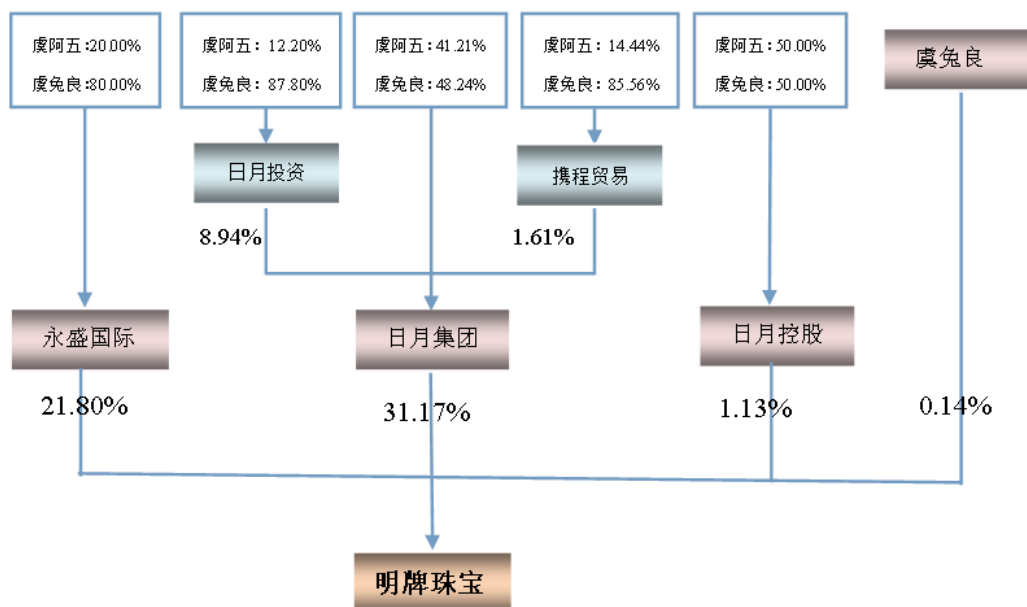 虞阿五:20.00%
虞兔良:80.00%
虞阿五：12.20%
虞兔良：87.80%
虞阿五:41.21%
虞兔良:48.24%
虞阿五：14.44%
虞兔良：85.56%
虞阿五:50.00%
虞兔良:50.00%
虞兔良
日月投资
携程贸易
8.94%
1.61%
永盛国际
日月集团
日月控股
21.80%
31.17%
1.13%
0.14%
明牌珠宝